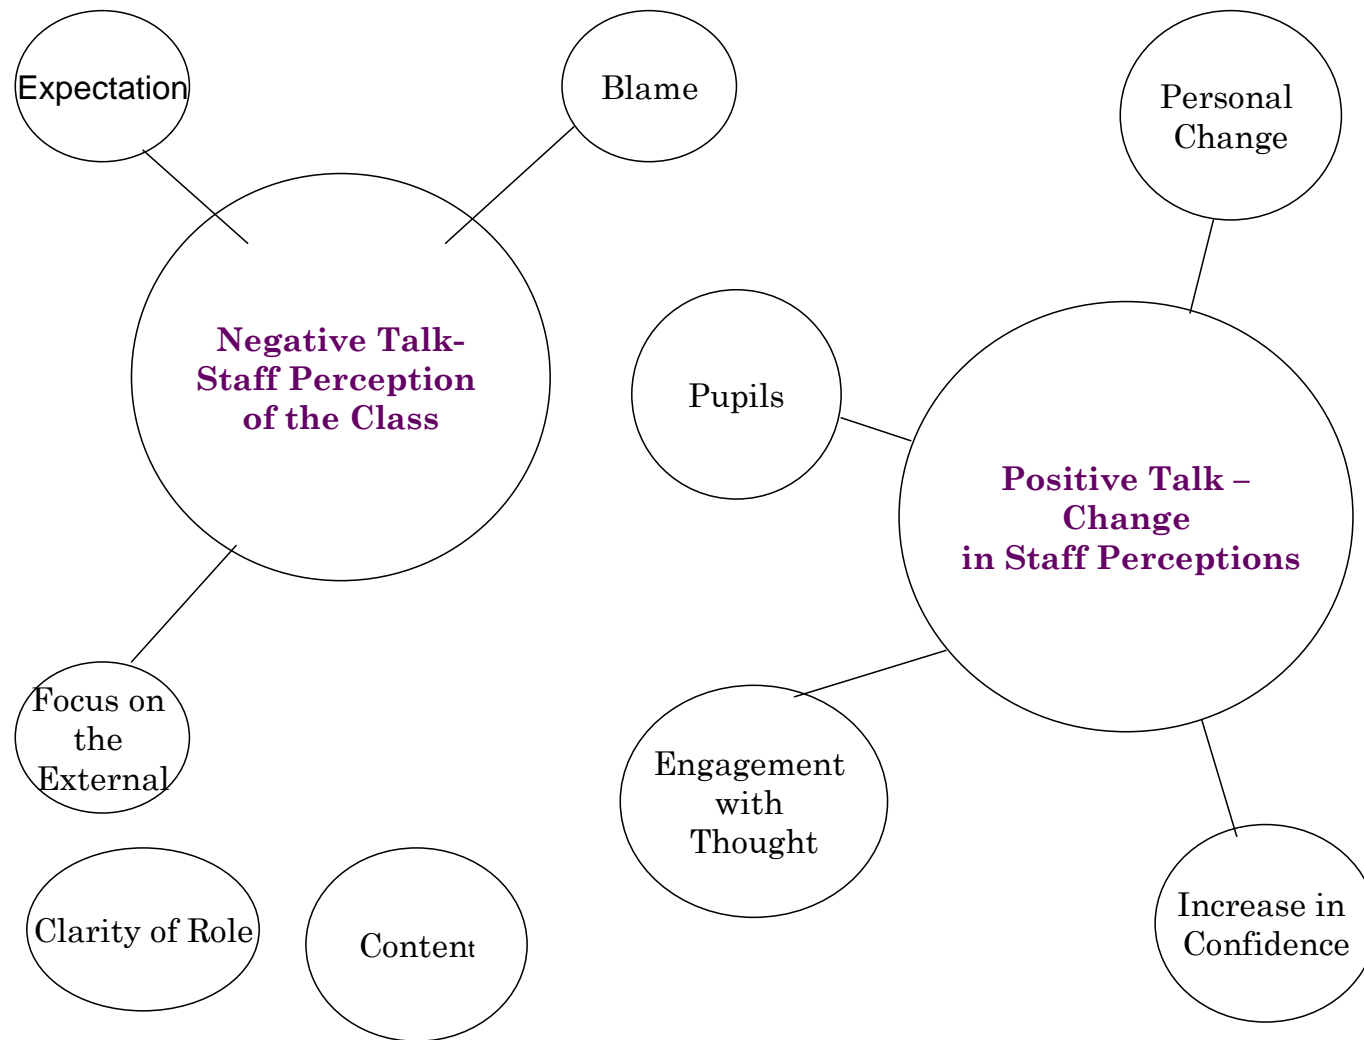 Expectation
Blame
Personal
Change
Negative Talk-
Staff Perception
of the Class
Pupils
Positive Talk –
Change
in Staff Perceptions
Focus on
the
External
Engagement
with
Thought
Clarity of Role
Content
Increase in
Confidence